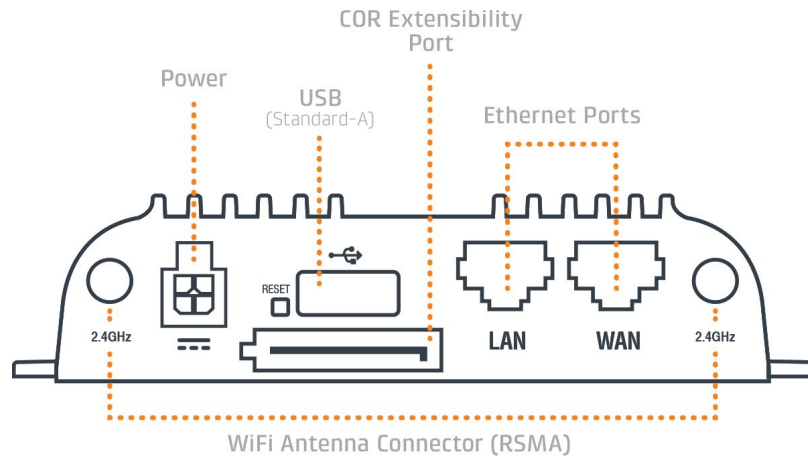 COR Extensibility
Port
Power
USB
(Standard-A)
Ethernet Ports
RESET
2.4GHz
LAN
WAN
2.4GHz
WiFi Antenna Connector (RSMA)